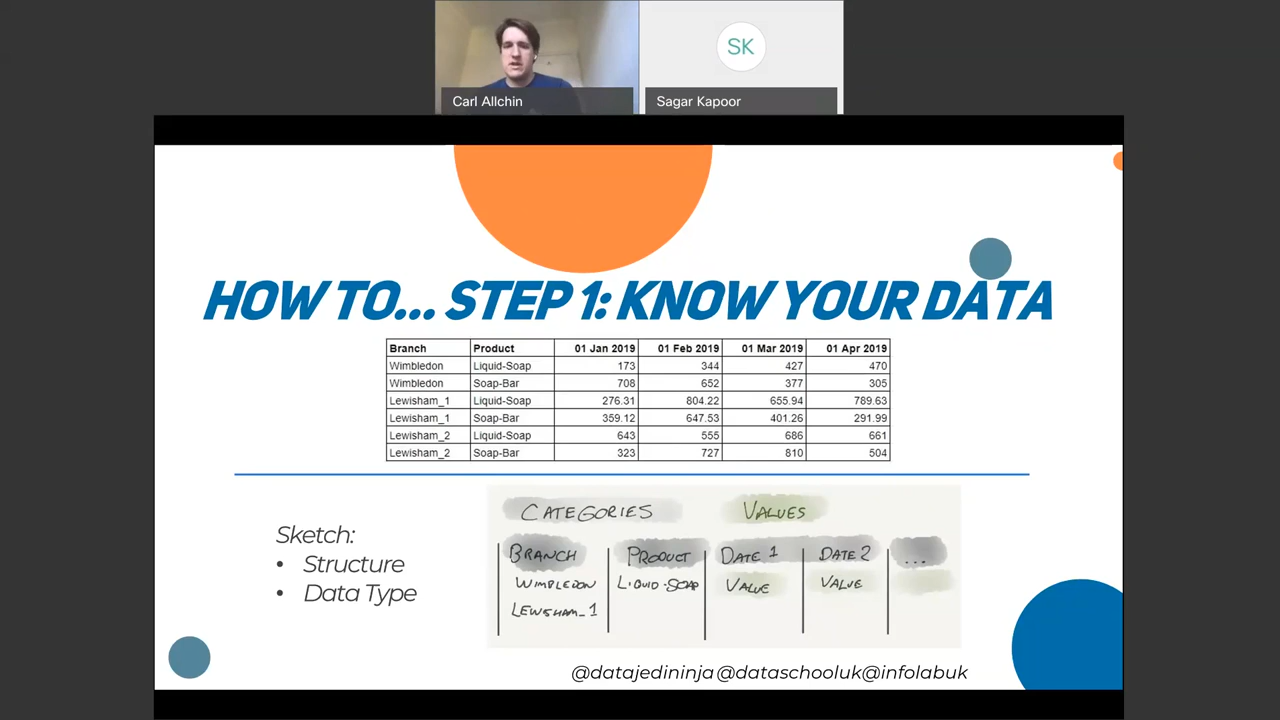 SK
Carl Allchin
Sagar Kapoor
HOW TO... STEP 1: KNOW YOUR DATA
Branch Product 01 Jan 2019 01 Feb 2019 01 Mar 2019 01 Apr 2019
Wimbledon Liquid-Soap 173 344 427 470
Wimbledon Soap-Bar 708 652 377 305
Lewisham_1 Liquid-Soap 276.31 804.22 655.94 789.63
Lewisham_1 Soap-Bar 359.12 647.53 401.26 291.99
Lewisham_2 Liquid-Soap 643 555 686 661
Lewisham_2 Soap-Bar 323 727 810 504
Sketch:
• Structure
• Data Type
CATEGORIES VALUES
BRANCH PRODUCT DATE 1 DATE 2 ...
WIMBLEDON LIQUID-SOAP VALUE VALUE
LEWISHAM_1
@datajedininja @dataschooluk @infolabuk